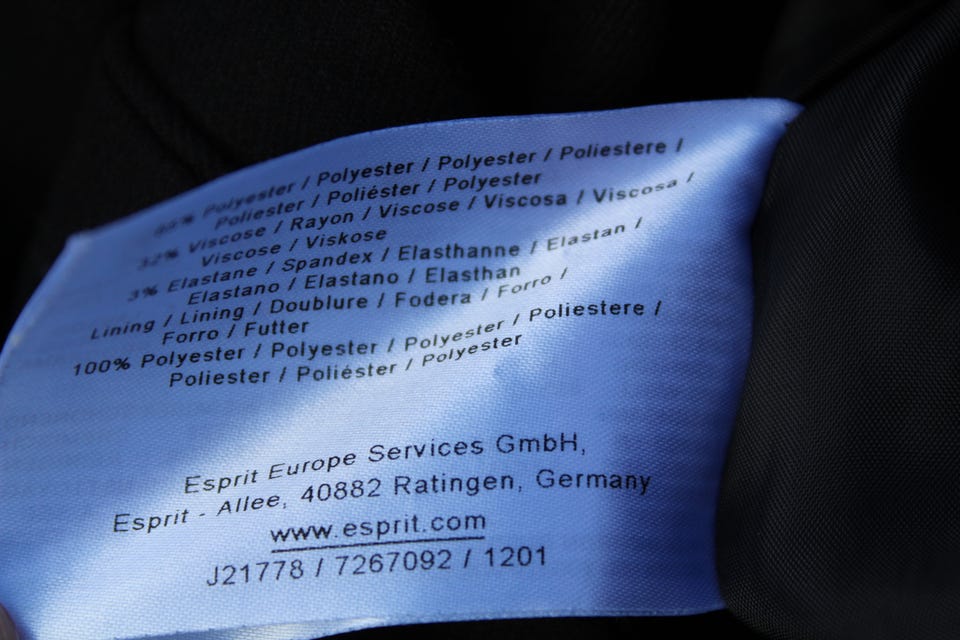 Polyester / Polyester / Polyester / Poliestere /
Poliester / Poliéster / Polyester
32% Viscose / Rayon / Viscose / Viscosa / Viscosa /
Viscose / Viskose
3% Elastane / Spandex / Elasthanne / Elastan /
Elastano / Elastano / Elasthan
Lining / Lining / Doublure / Fodera / Forro /
Forro / Futter
100% Polyester / Polyester / Polyester / Poliestere /
Poliester / Poliéster / Polyester
Esprit Europe Services GmbH,
Esprit - Allee, 40882 Ratingen, Germany
www.esprit.com
J21778 / 7267092 / 1201